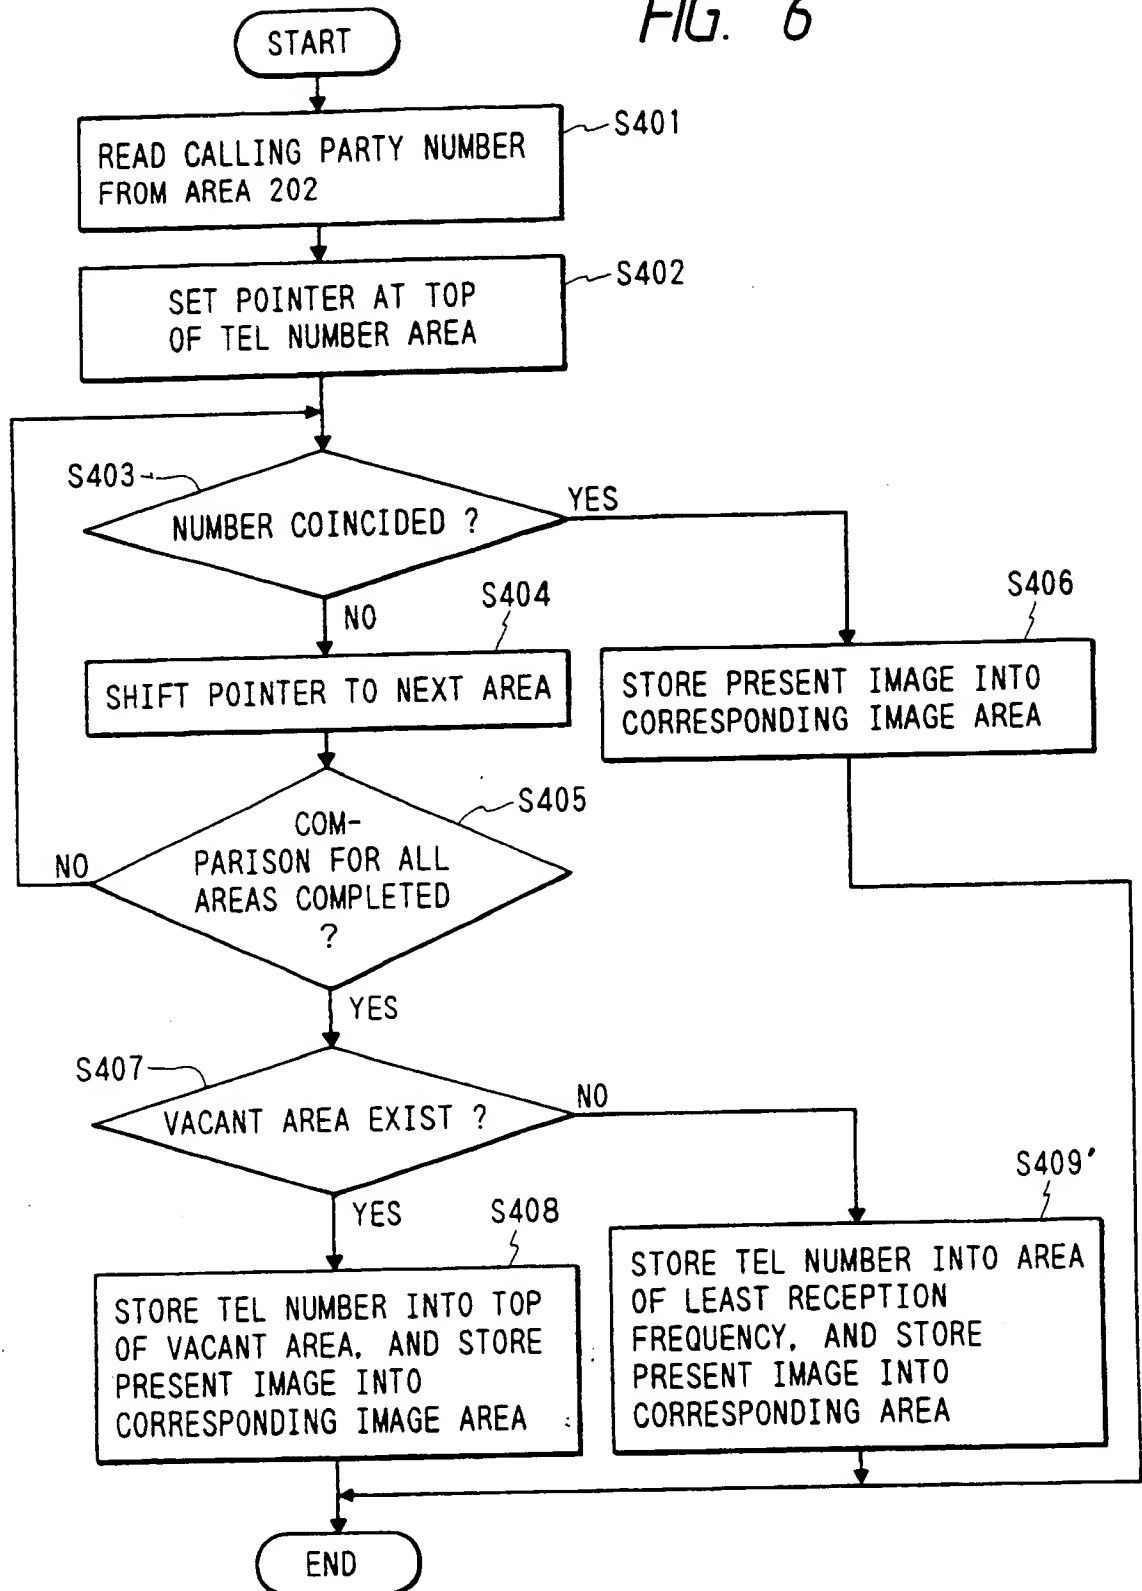 FIG. 6
START
S401
READ CALLING PARTY NUMBER
FROM AREA 202
S402
SET POINTER AT TOP
OF TEL NUMBER AREA
S403
NUMBER COINCIDED ?
YES
NO
S404
SHIFT POINTER TO NEXT AREA
S406
STORE PRESENT IMAGE INTO
CORRESPONDING IMAGE AREA
S405
COM-
PARISON FOR ALL
AREAS COMPLETED
?
NO
YES
S407
VACANT AREA EXIST ?
NO
YES
S408
STORE TEL NUMBER INTO TOP
OF VACANT AREA, AND STORE
PRESENT IMAGE INTO
CORRESPONDING IMAGE AREA
S409'
STORE TEL NUMBER INTO AREA
OF LEAST RECEPTION
FREQUENCY, AND STORE
PRESENT IMAGE INTO
CORRESPONDING AREA
END